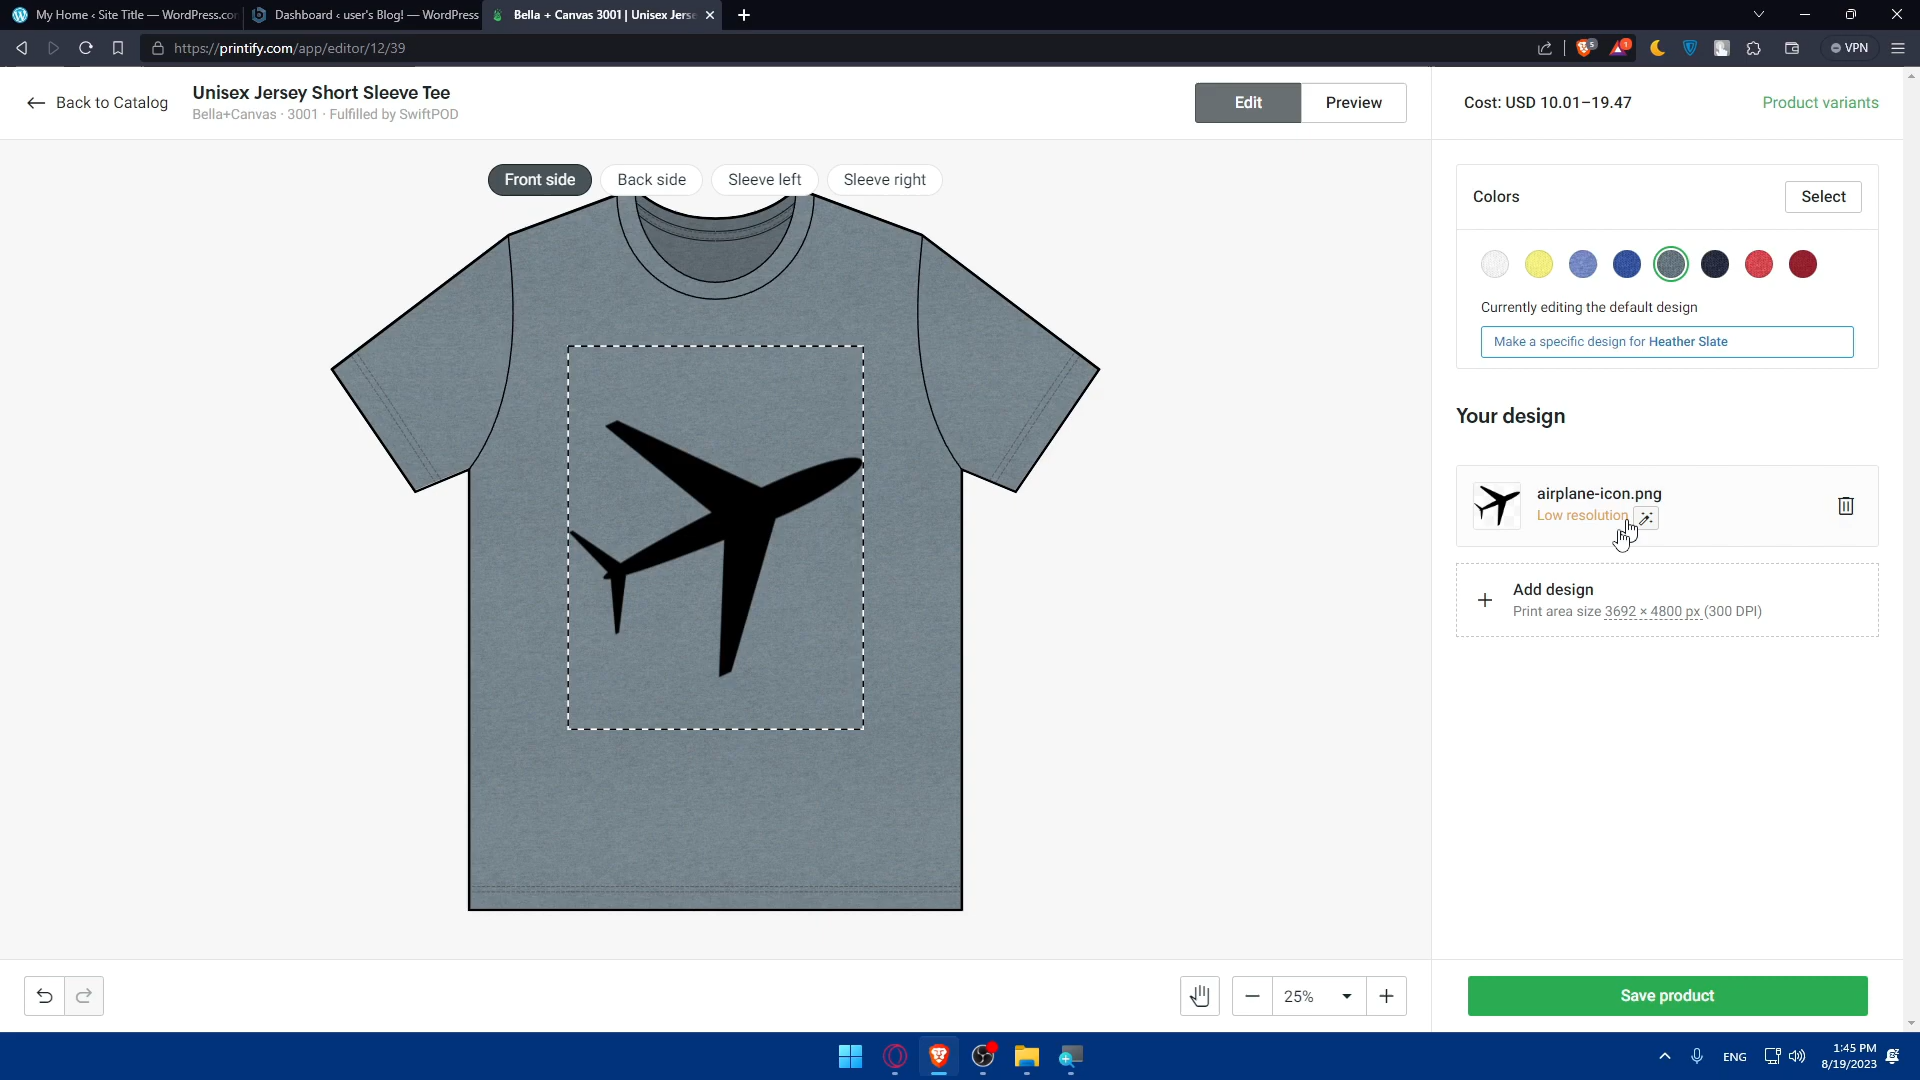 My Home ‹ Site Title — WordPress.con
Dashboard ‹ user's Blog! — WordPress
Bella + Canvas 3001 | Unisex Jerse
https://printify.com/app/editor/12/39
5
1
VPN
Back to Catalog
Unisex Jersey Short Sleeve Tee
Bella+Canvas · 3001 · Fulfilled by SwiftPOD
Edit
Preview
Cost: USD 10.01–19.47
Product variants
Front side
Back side
Sleeve left
Sleeve right
Colors
Select
Currently editing the default design
Make a specific design for Heather Slate
Your design
airplane-icon.png
Low resolution
Add design
Print area size 3692 × 4800 px (300 DPI)
25%
Save product
ENG
1:45 PM
8/19/2023